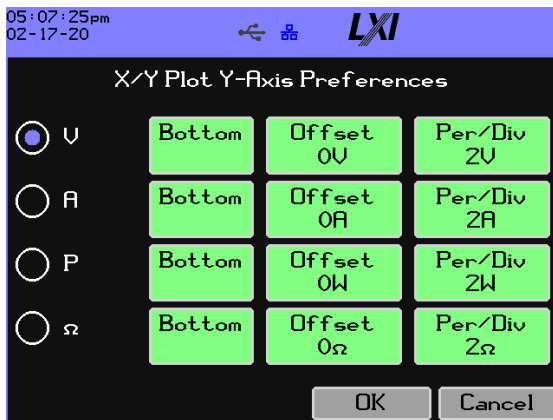 05:07:25pm
02-17-20
LXI
X/Y Plot Y-Axis Preferences
V Bottom Offset 0V Per/Div 2V
A Bottom Offset 0A Per/Div 2A
P Bottom Offset 0W Per/Div 2W
Ω Bottom Offset 0Ω Per/Div 2Ω
OK Cancel